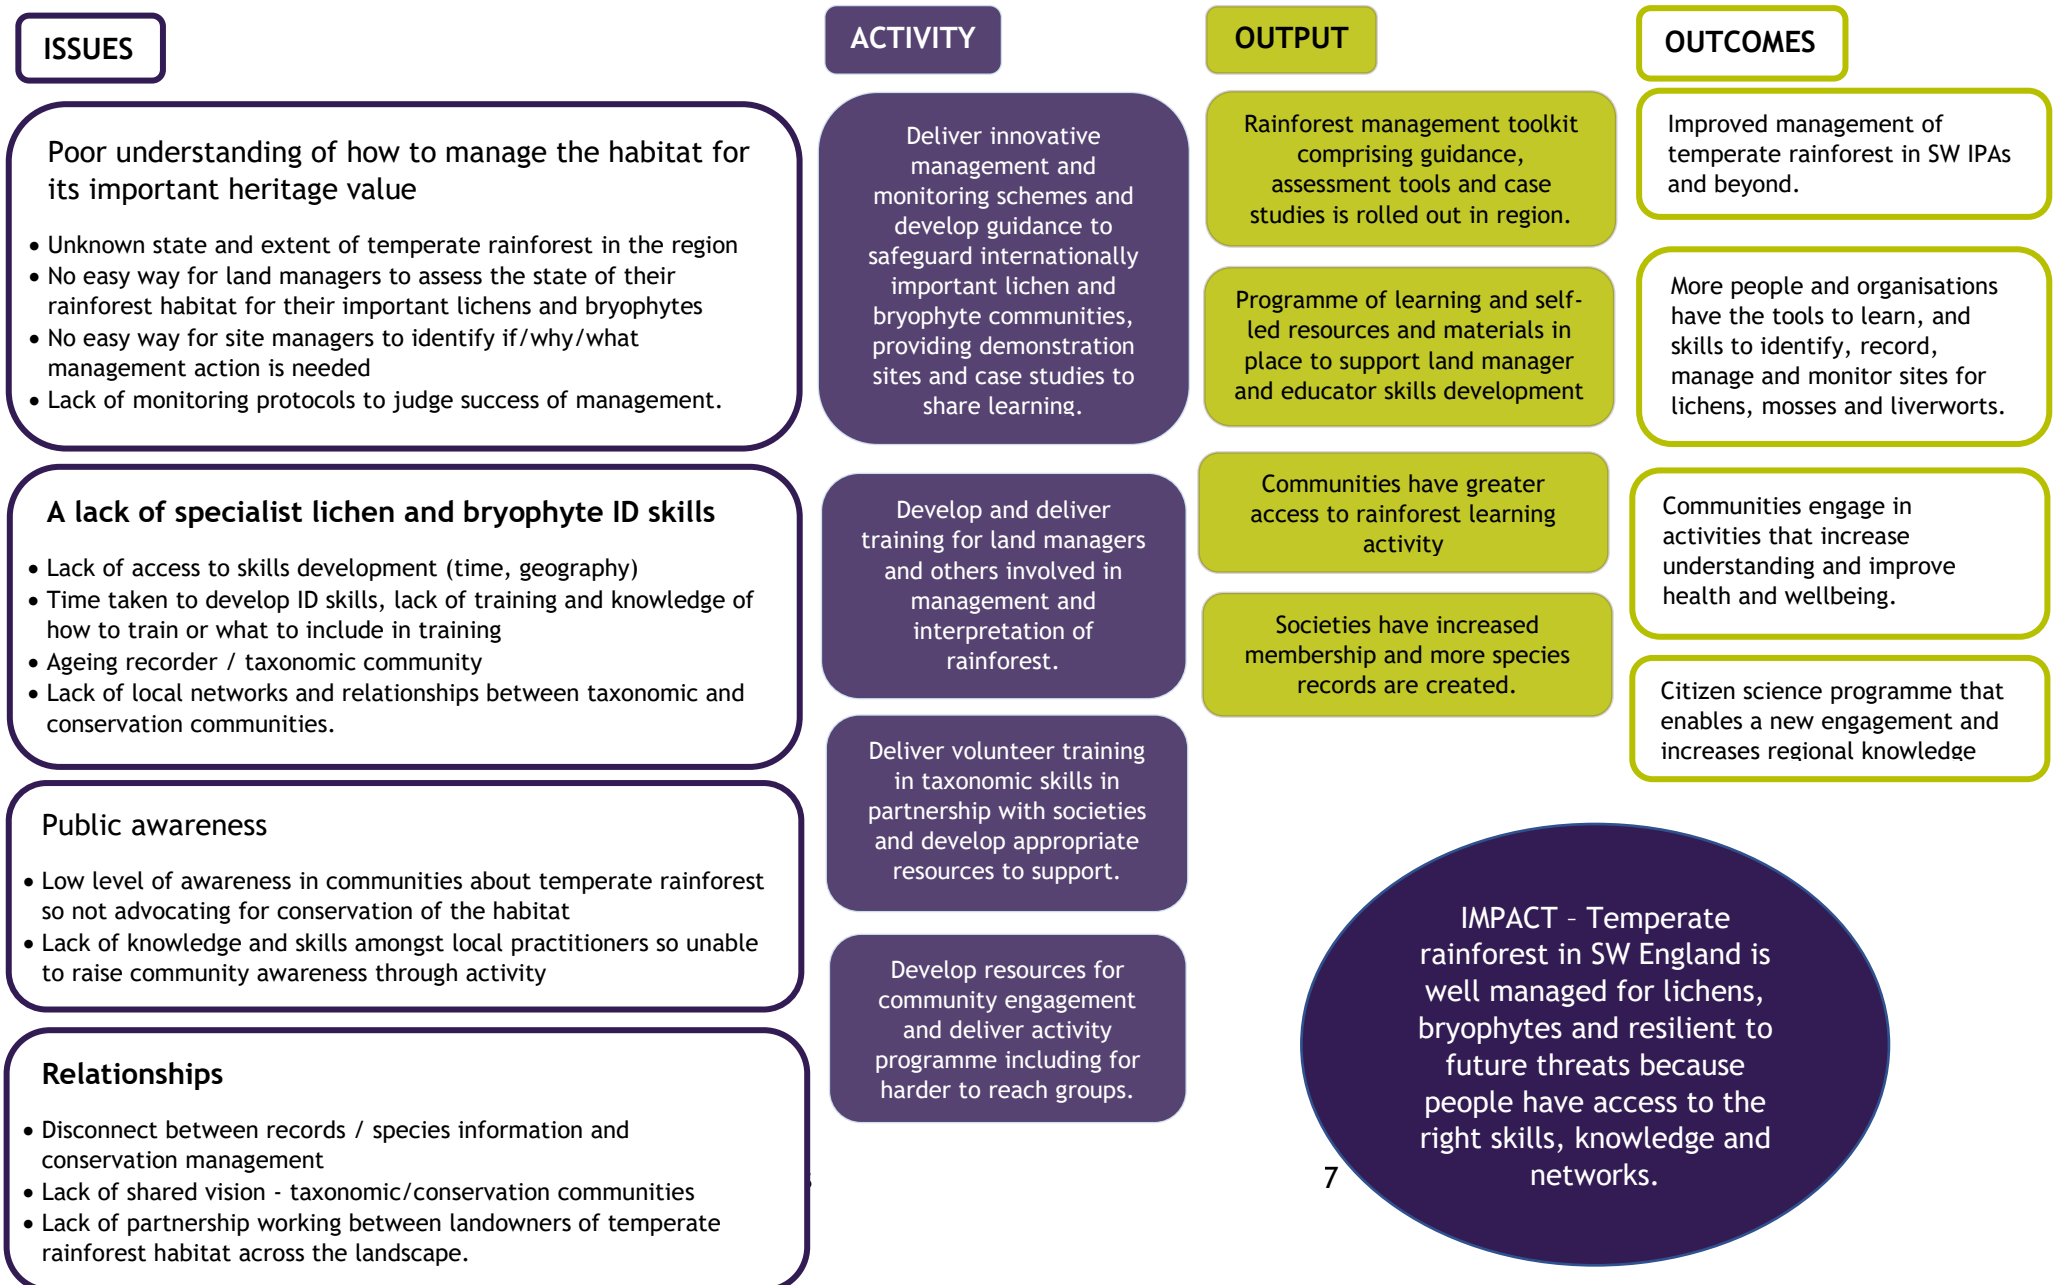 ISSUES
Poor understanding of how to manage the habitat for
its important heritage value
• Unknown state and extent of temperate rainforest in the region
• No easy way for land managers to assess the state of their
rainforest habitat for their important lichens and bryophytes
• No easy way for site managers to identify if/why/what
management action is needed
• Lack of monitoring protocols to judge success of management.
A lack of specialist lichen and bryophyte ID skills
• Lack of access to skills development (time, geography)
• Time taken to develop ID skills, lack of training and knowledge of
how to train or what to include in training
• Ageing recorder / taxonomic community
• Lack of local networks and relationships between taxonomic and
conservation communities.
Public awareness
• Low level of awareness in communities about temperate rainforest
so not advocating for conservation of the habitat
• Lack of knowledge and skills amongst local practitioners so unable
to raise community awareness through activity
Relationships
• Disconnect between records / species information and
conservation management
• Lack of shared vision - taxonomic/conservation communities
• Lack of partnership working between landowners of temperate
rainforest habitat across the landscape.
ACTIVITY
Deliver innovative
management and
monitoring schemes and
develop guidance to
safeguard internationally
important lichen and
bryophyte communities,
providing demonstration
sites and case studies to
share learning.
Develop and deliver
training for land managers
and others involved in
management and
interpretation of
rainforest.
Deliver volunteer training
in taxonomic skills in
partnership with societies
and develop appropriate
resources to support.
Develop resources for
community engagement
and deliver activity
programme including for
harder to reach groups.
OUTPUT
Rainforest management toolkit
comprising guidance,
assessment tools and case
studies is rolled out in region.
Programme of learning and self-
led resources and materials in
place to support land manager
and educator skills development
Communities have greater
access to rainforest learning
activity
Societies have increased
membership and more species
records are created.
OUTCOMES
Improved management of
temperate rainforest in SW IPAs
and beyond.
More people and organisations
have the tools to learn, and
skills to identify, record,
manage and monitor sites for
lichens, mosses and liverworts.
Communities engage in
activities that increase
understanding and improve
health and wellbeing.
Citizen science programme that
enables a new engagement and
increases regional knowledge
IMPACT – Temperate
rainforest in SW England is
well managed for lichens,
bryophytes and resilient to
future threats because
people have access to the
right skills, knowledge and
networks.
7